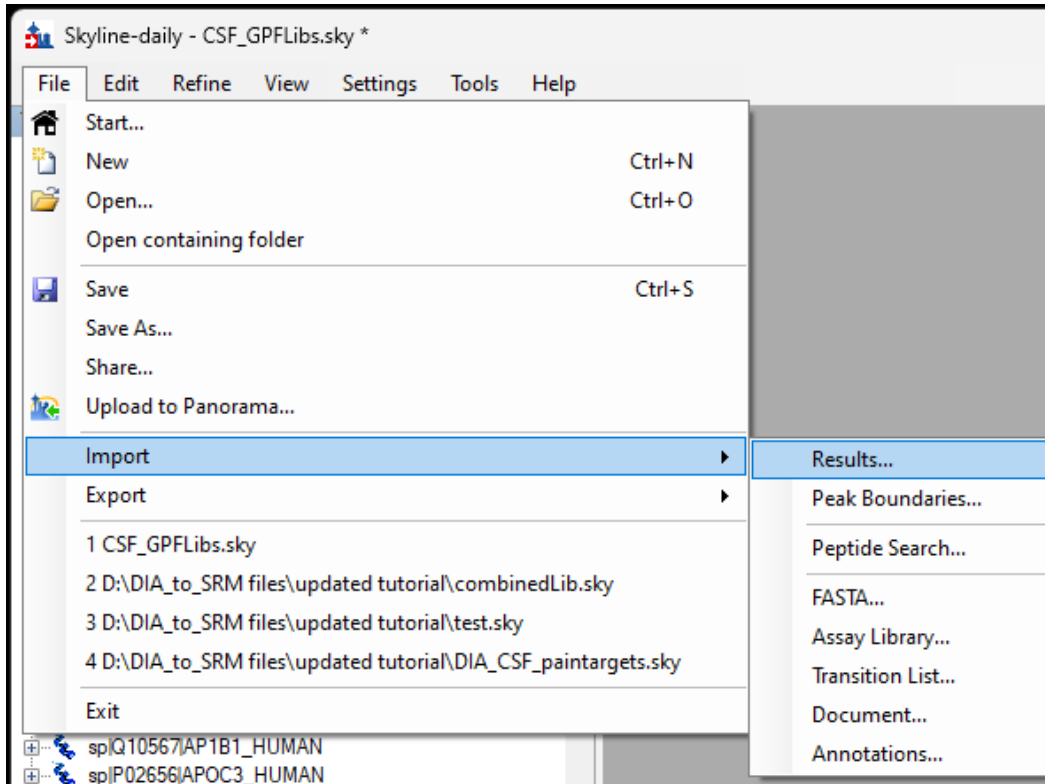 Skyline-daily - CSF_GPFLibs.sky *
File Edit Refine View Settings Tools Help
Start...
New Ctrl+N
Open... Ctrl+O
Open containing folder
Save Ctrl+S
Save As...
Share...
Upload to Panorama...
Import
Export
1 CSF_GPFLibs.sky
2 D:\DIA_to_SRM files\updated tutorial\combinedLib.sky
3 D:\DIA_to_SRM files\updated tutorial\test.sky
4 D:\DIA_to_SRM files\updated tutorial\DIA_CSF_paintargets.sky
Exit
Results...
Peak Boundaries...
Peptide Search...
FASTA...
Assay Library...
Transition List...
Document...
Annotations...
sp|Q10567|AP1B1_HUMAN
sp|P02656|APOC3_HUMAN